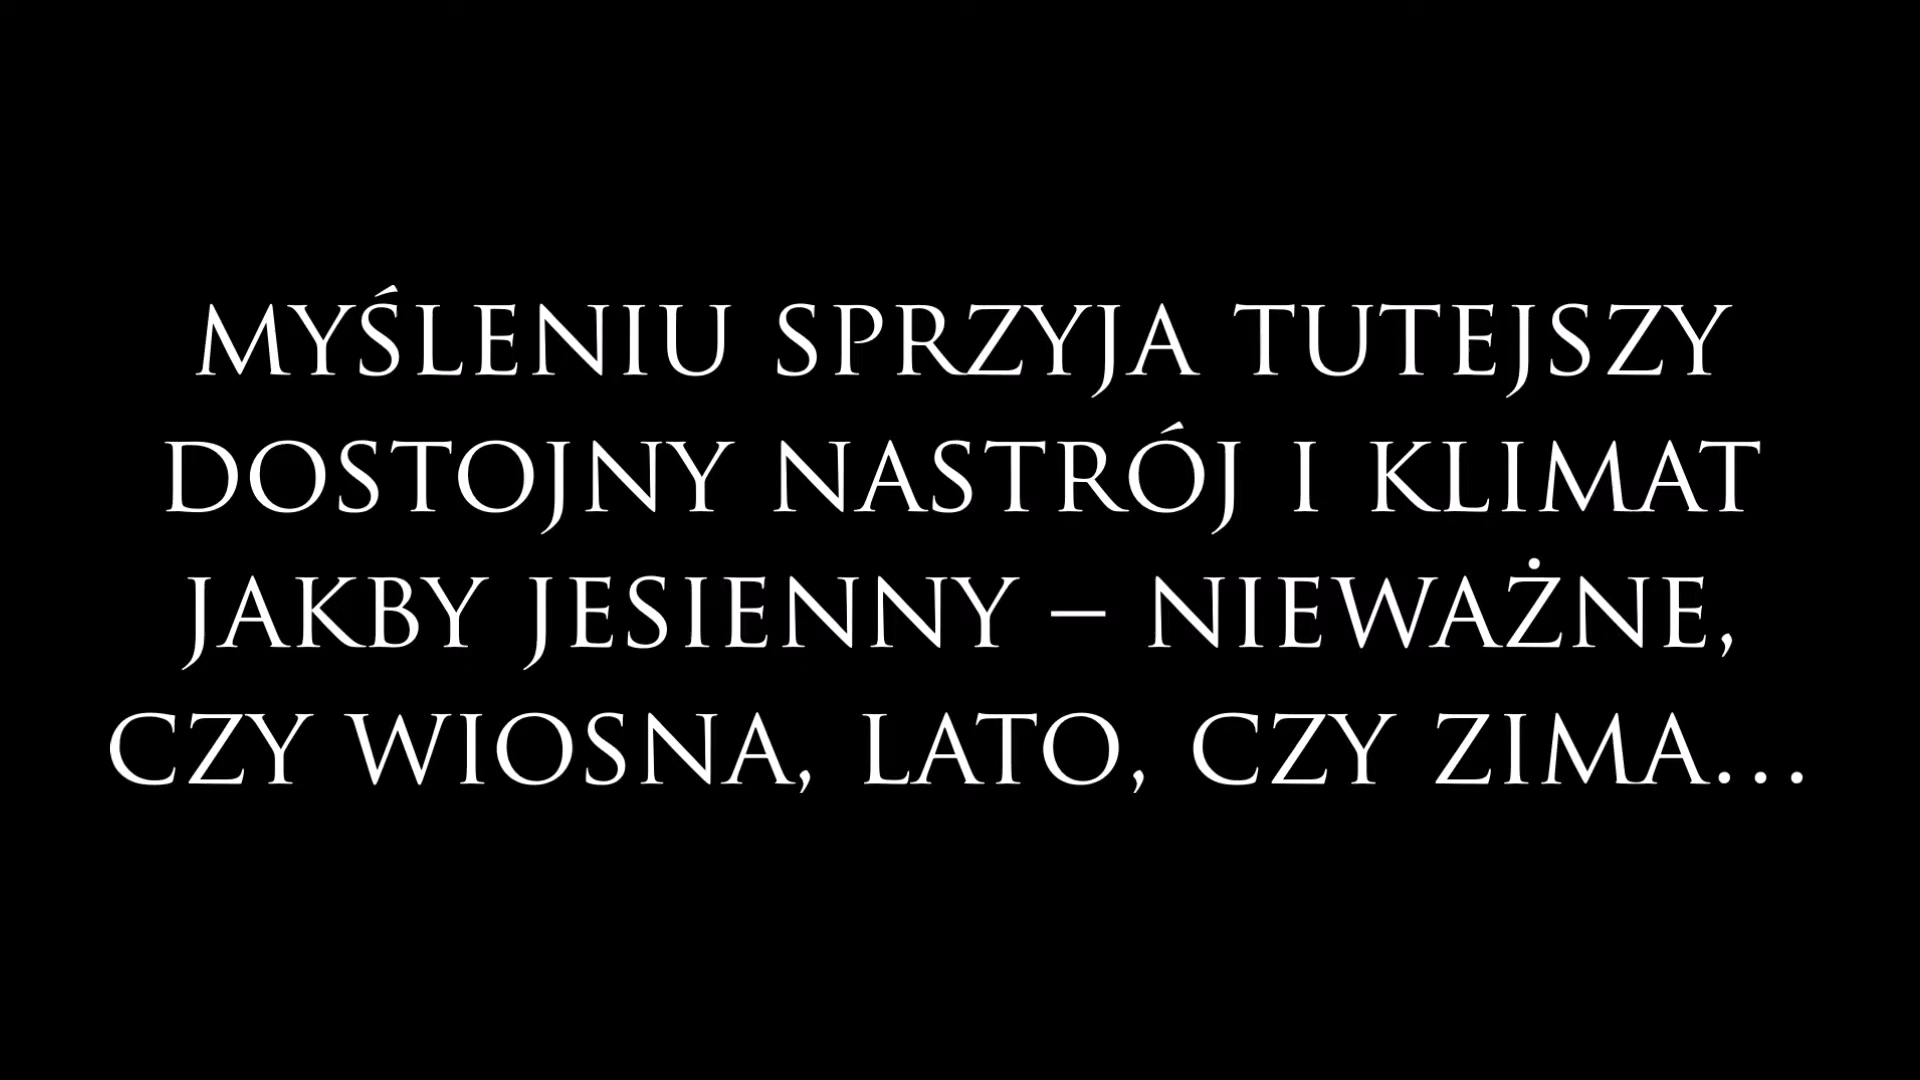 MYŚLENIU SPRZYJA TUTEJSZY
DOSTOJNY NASTRÓJ I KLIMAT
JAKBY JESIENNY – NIEWAŻNE,
CZY WIOSNA, LATO, CZY ZIMA...